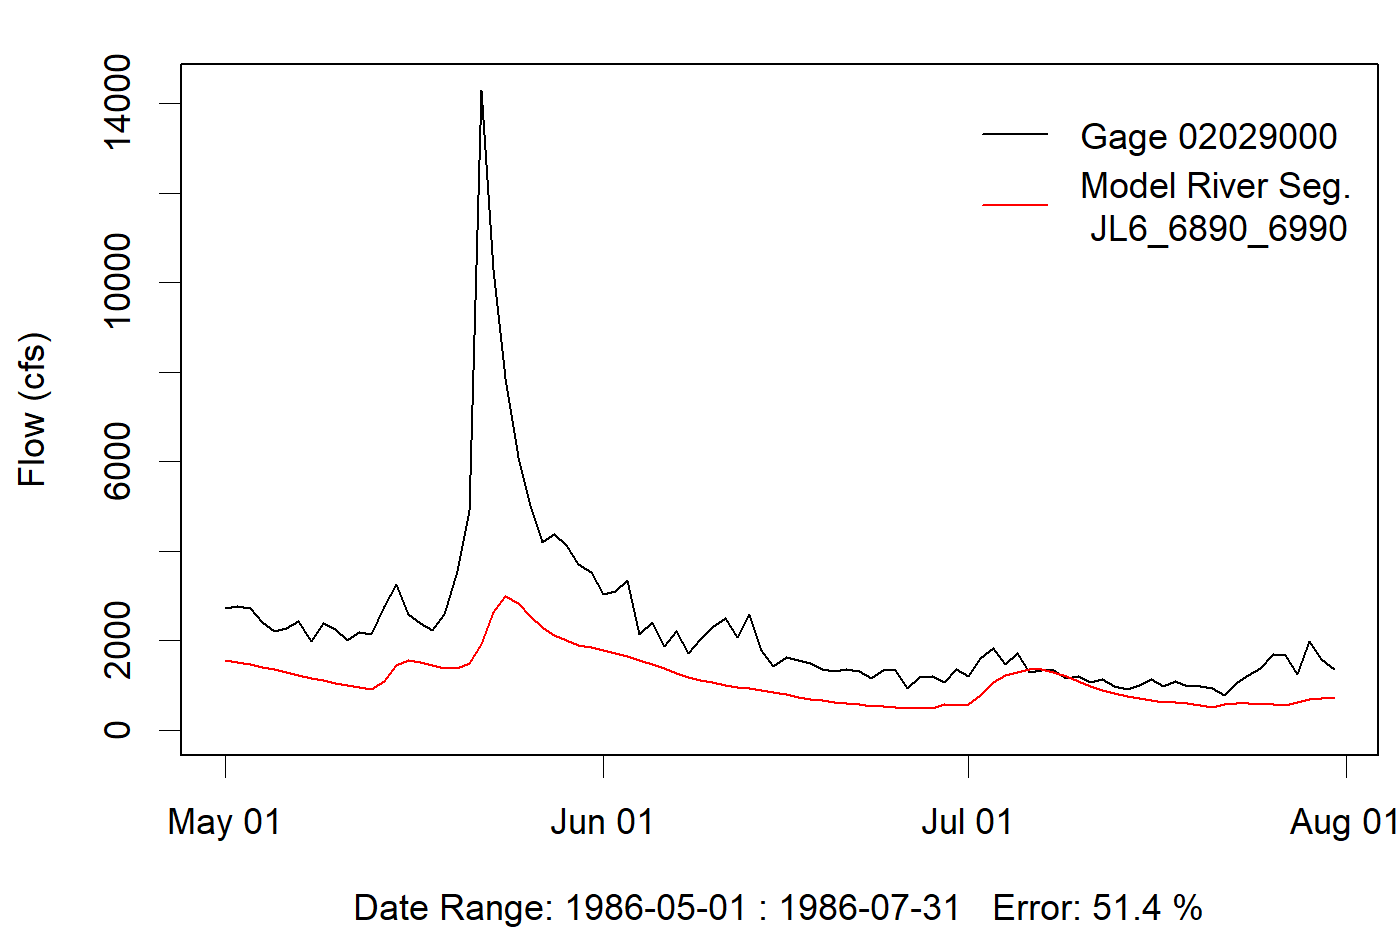 Flow (cfs)
14000
10000
6000
2000
0
Gage 02029000
Model River Seg.
JL6_6890_6990
May 01
Jun 01
Jul 01
Aug 01
Date Range: 1986-05-01 : 1986-07-31 Error: 51.4 %